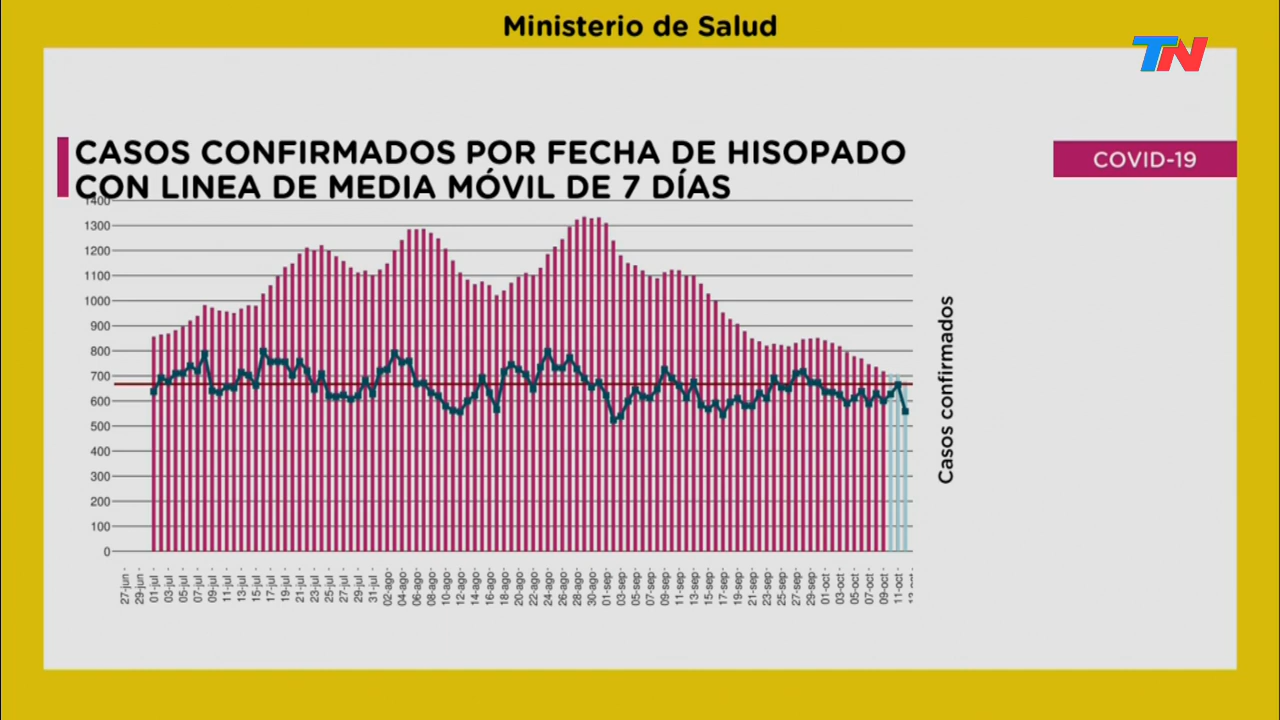 Ministerio de Salud
TN
CASOS CONFIRMADOS POR FECHA DE HISOPADO
CON LINEA DE MEDIA MÓVIL DE 7 DÍAS
COVID-19
1400
1300
1200
1100
1000
900
800
700
600
500
400
300
200
100
0
27-jun
29-jun
01-jul
03-jul
05-jul
07-jul
09-jul
11-jul
13-jul
15-jul
17-jul
19-jul
21-jul
23-jul
25-jul
27-jul
29-jul
31-jul
02-ago
04-ago
06-ago
08-ago
10-ago
12-ago
14-ago
16-ago
18-ago
20-ago
22-ago
24-ago
26-ago
28-ago
30-ago
01-sep
03-sep
05-sep
07-sep
09-sep
11-sep
13-sep
15-sep
17-sep
19-sep
21-sep
23-sep
25-sep
27-sep
29-sep
01-oct
03-oct
05-oct
07-oct
09-oct
11-oct
Casos confirmados